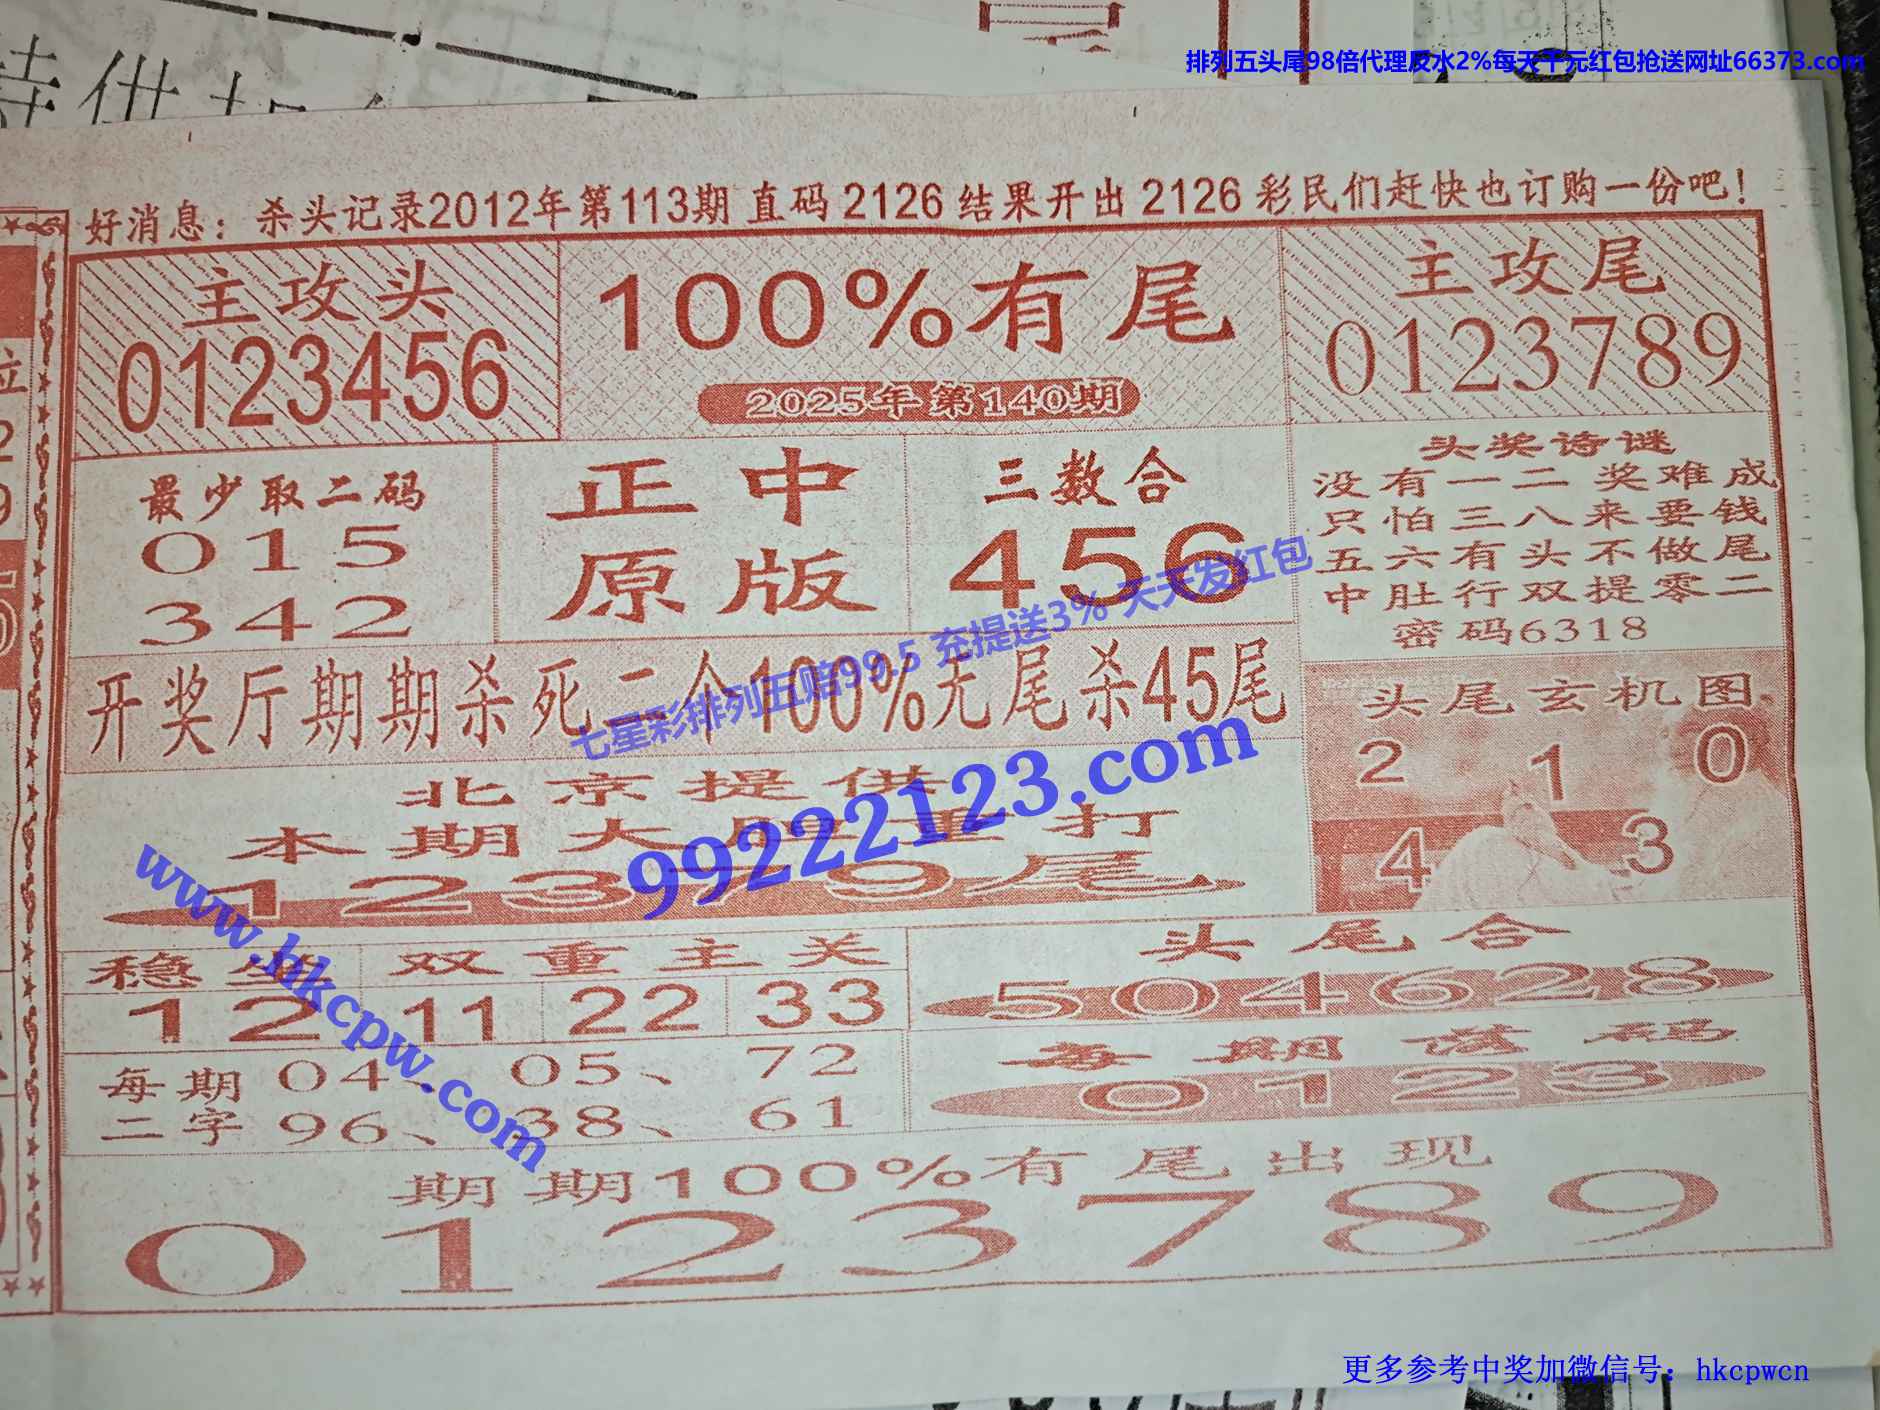 排列五头尾98倍代理反水2%每天千元红包抢送网址66373.com
好消息：杀头记录2012年第113期 直码 2126 结果开出 2126 彩民们赶快也订购一份吧！
主攻头
0123456
100%有尾
2025年第140期
主攻尾
0123789
最少取二码
015
342
正中
原版
三数合
456
头奖诗谜
没有一二奖难成
只怕三八来要钱
五六有头不做尾
中肚行双提零二
密码6318
七星彩排列五赔99.5 充提送3% 天天发红包
开奖厅期期杀死二个100%无尾杀45尾
头尾玄机图
2 1 0
4 3
北京提供
本期大胆重打
12379尾
99222123.com
www.hkcpw.com
稳坐
12
双重主关
11 22 33
头尾合
504628
每期
二字
04、05、72
96、38、61
每期落码
0123
期期100%有尾出现
0123789
更多参考中奖加微信号：hkcpwcn